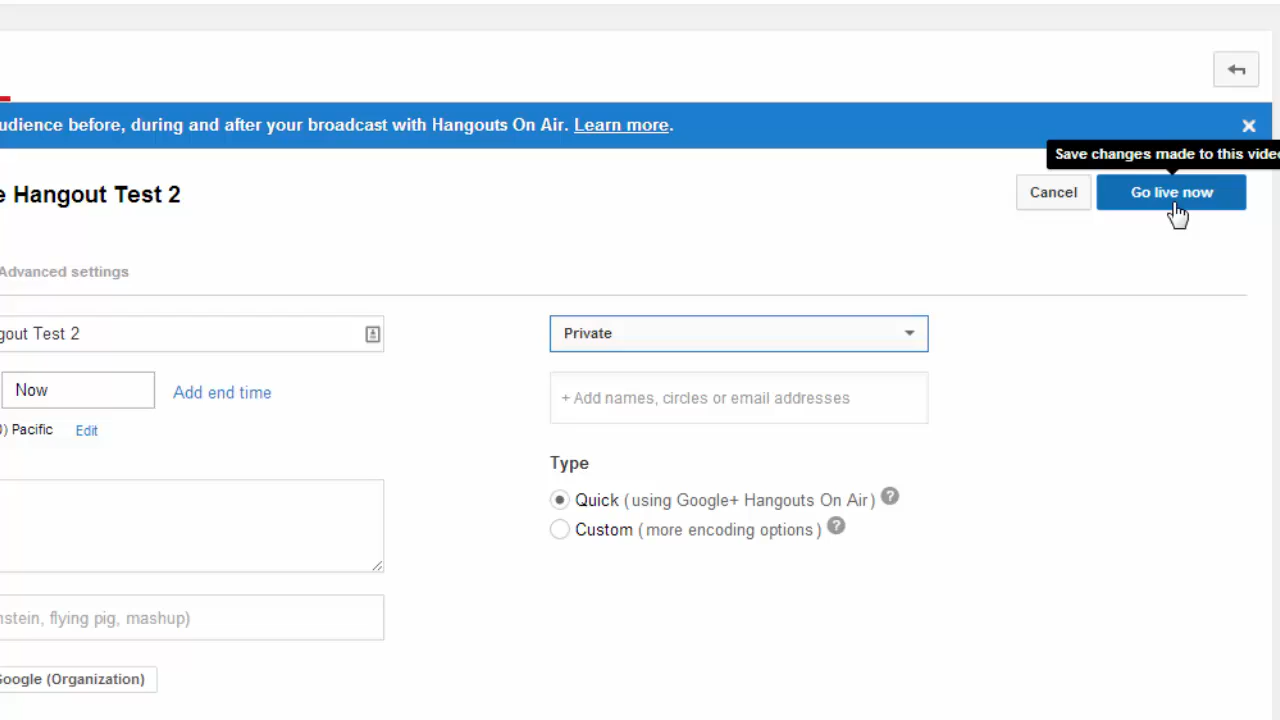 udience before, during and after your broadcast with Hangouts On Air. Learn more.
Save changes made to this video
e Hangout Test 2
Cancel
Go live now
Advanced settings
gout Test 2
Private
Now
Add end time
+ Add names, circles or email addresses
) Pacific
Edit
Type
Quick (using Google+ Hangouts On Air) ?
Custom (more encoding options) ?
nstein, flying pig, mashup)
Google (Organization)